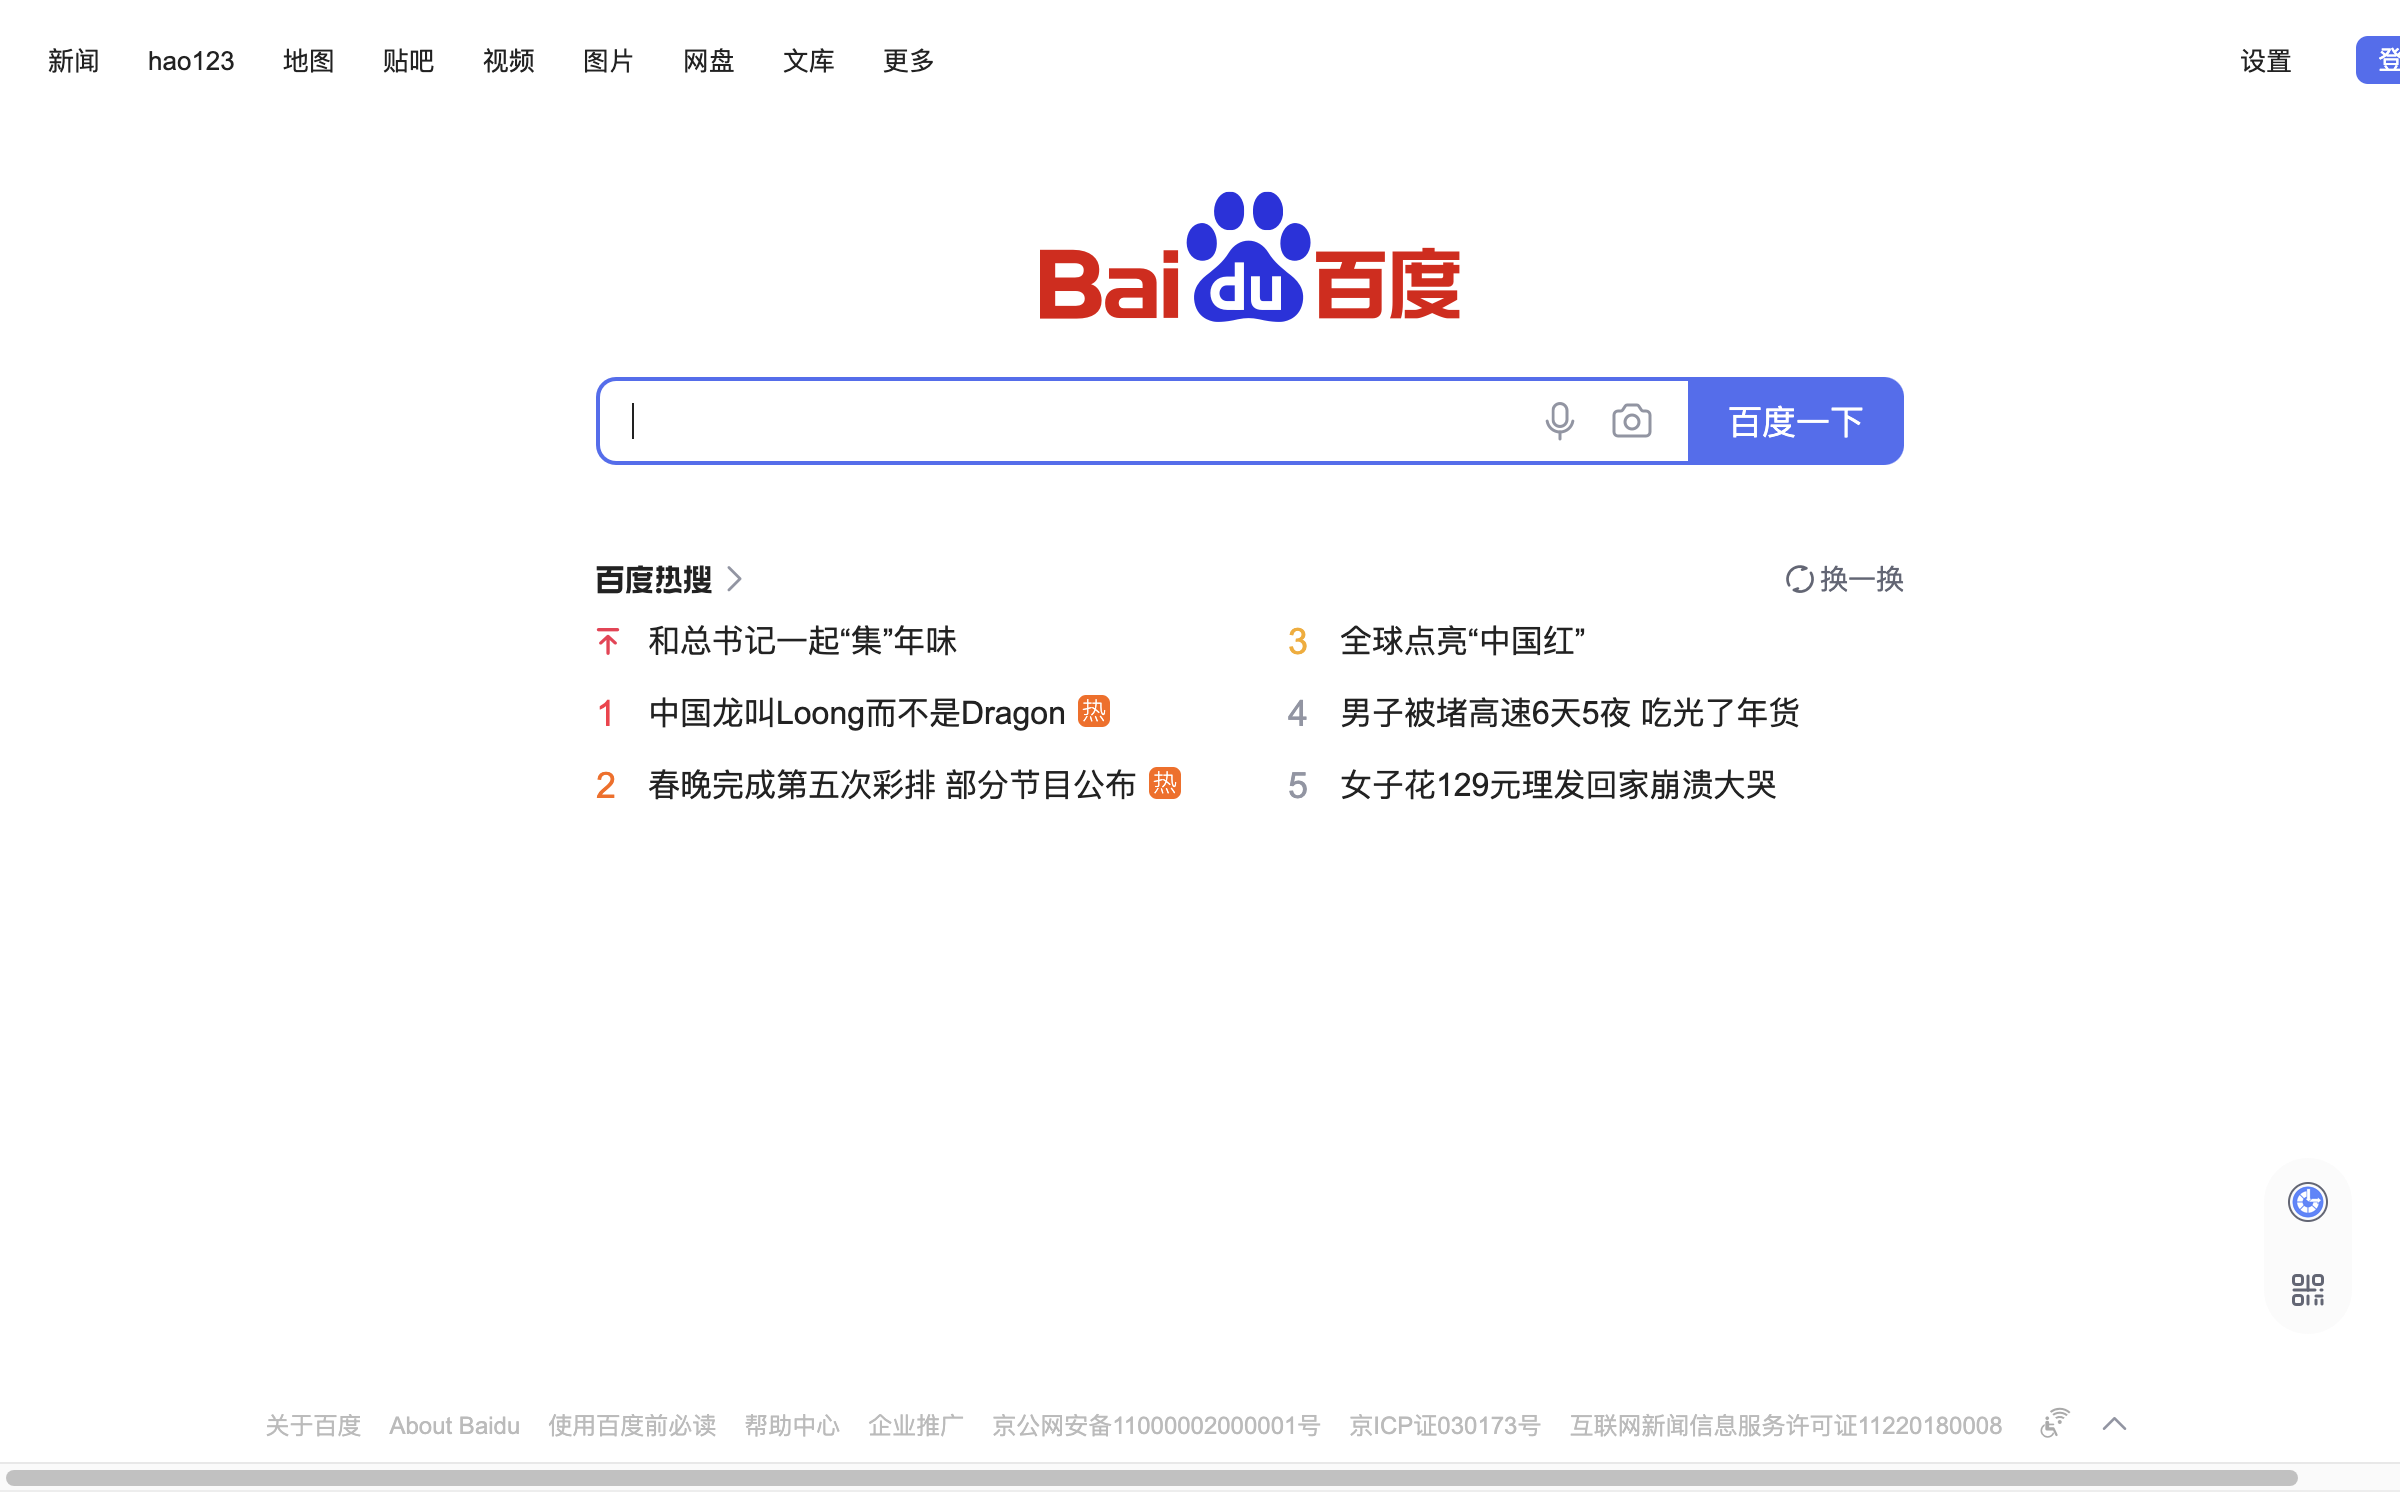 新闻 hao123 地图 贴吧 视频 图片 网盘 文库 更多 设置 登
Bai du 百度
百度一下
百度热搜 换一换
和总书记一起“集”年味
1 中国龙叫Loong而不是Dragon 热
2 春晚完成第五次彩排 部分节目公布 热
3 全球点亮“中国红”
4 男子被堵高速6天5夜 吃光了年货
5 女子花129元理发回家崩溃大哭
关于百度 About Baidu 使用百度前必读 帮助中心 企业推广 京公网安备11000002000001号 京ICP证030173号 互联网新闻信息服务许可证11220180008